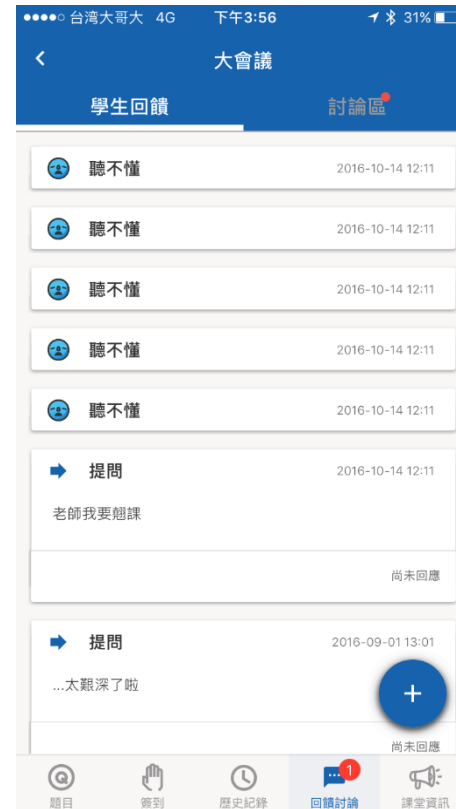 台湾大哥大 4G 下午3:56 31%
大會議
學生回饋 討論區
聽不懂 2016-10-14 12:11
聽不懂 2016-10-14 12:11
聽不懂 2016-10-14 12:11
聽不懂 2016-10-14 12:11
聽不懂 2016-10-14 12:11
提問 2016-10-14 12:11
老師我要翹課
尚未回應
提問 2016-09-01 13:01
...太艱深了啦
+
尚未回應
Q 1
題目 簽到 歷史紀錄 回饋討論 課堂資訊